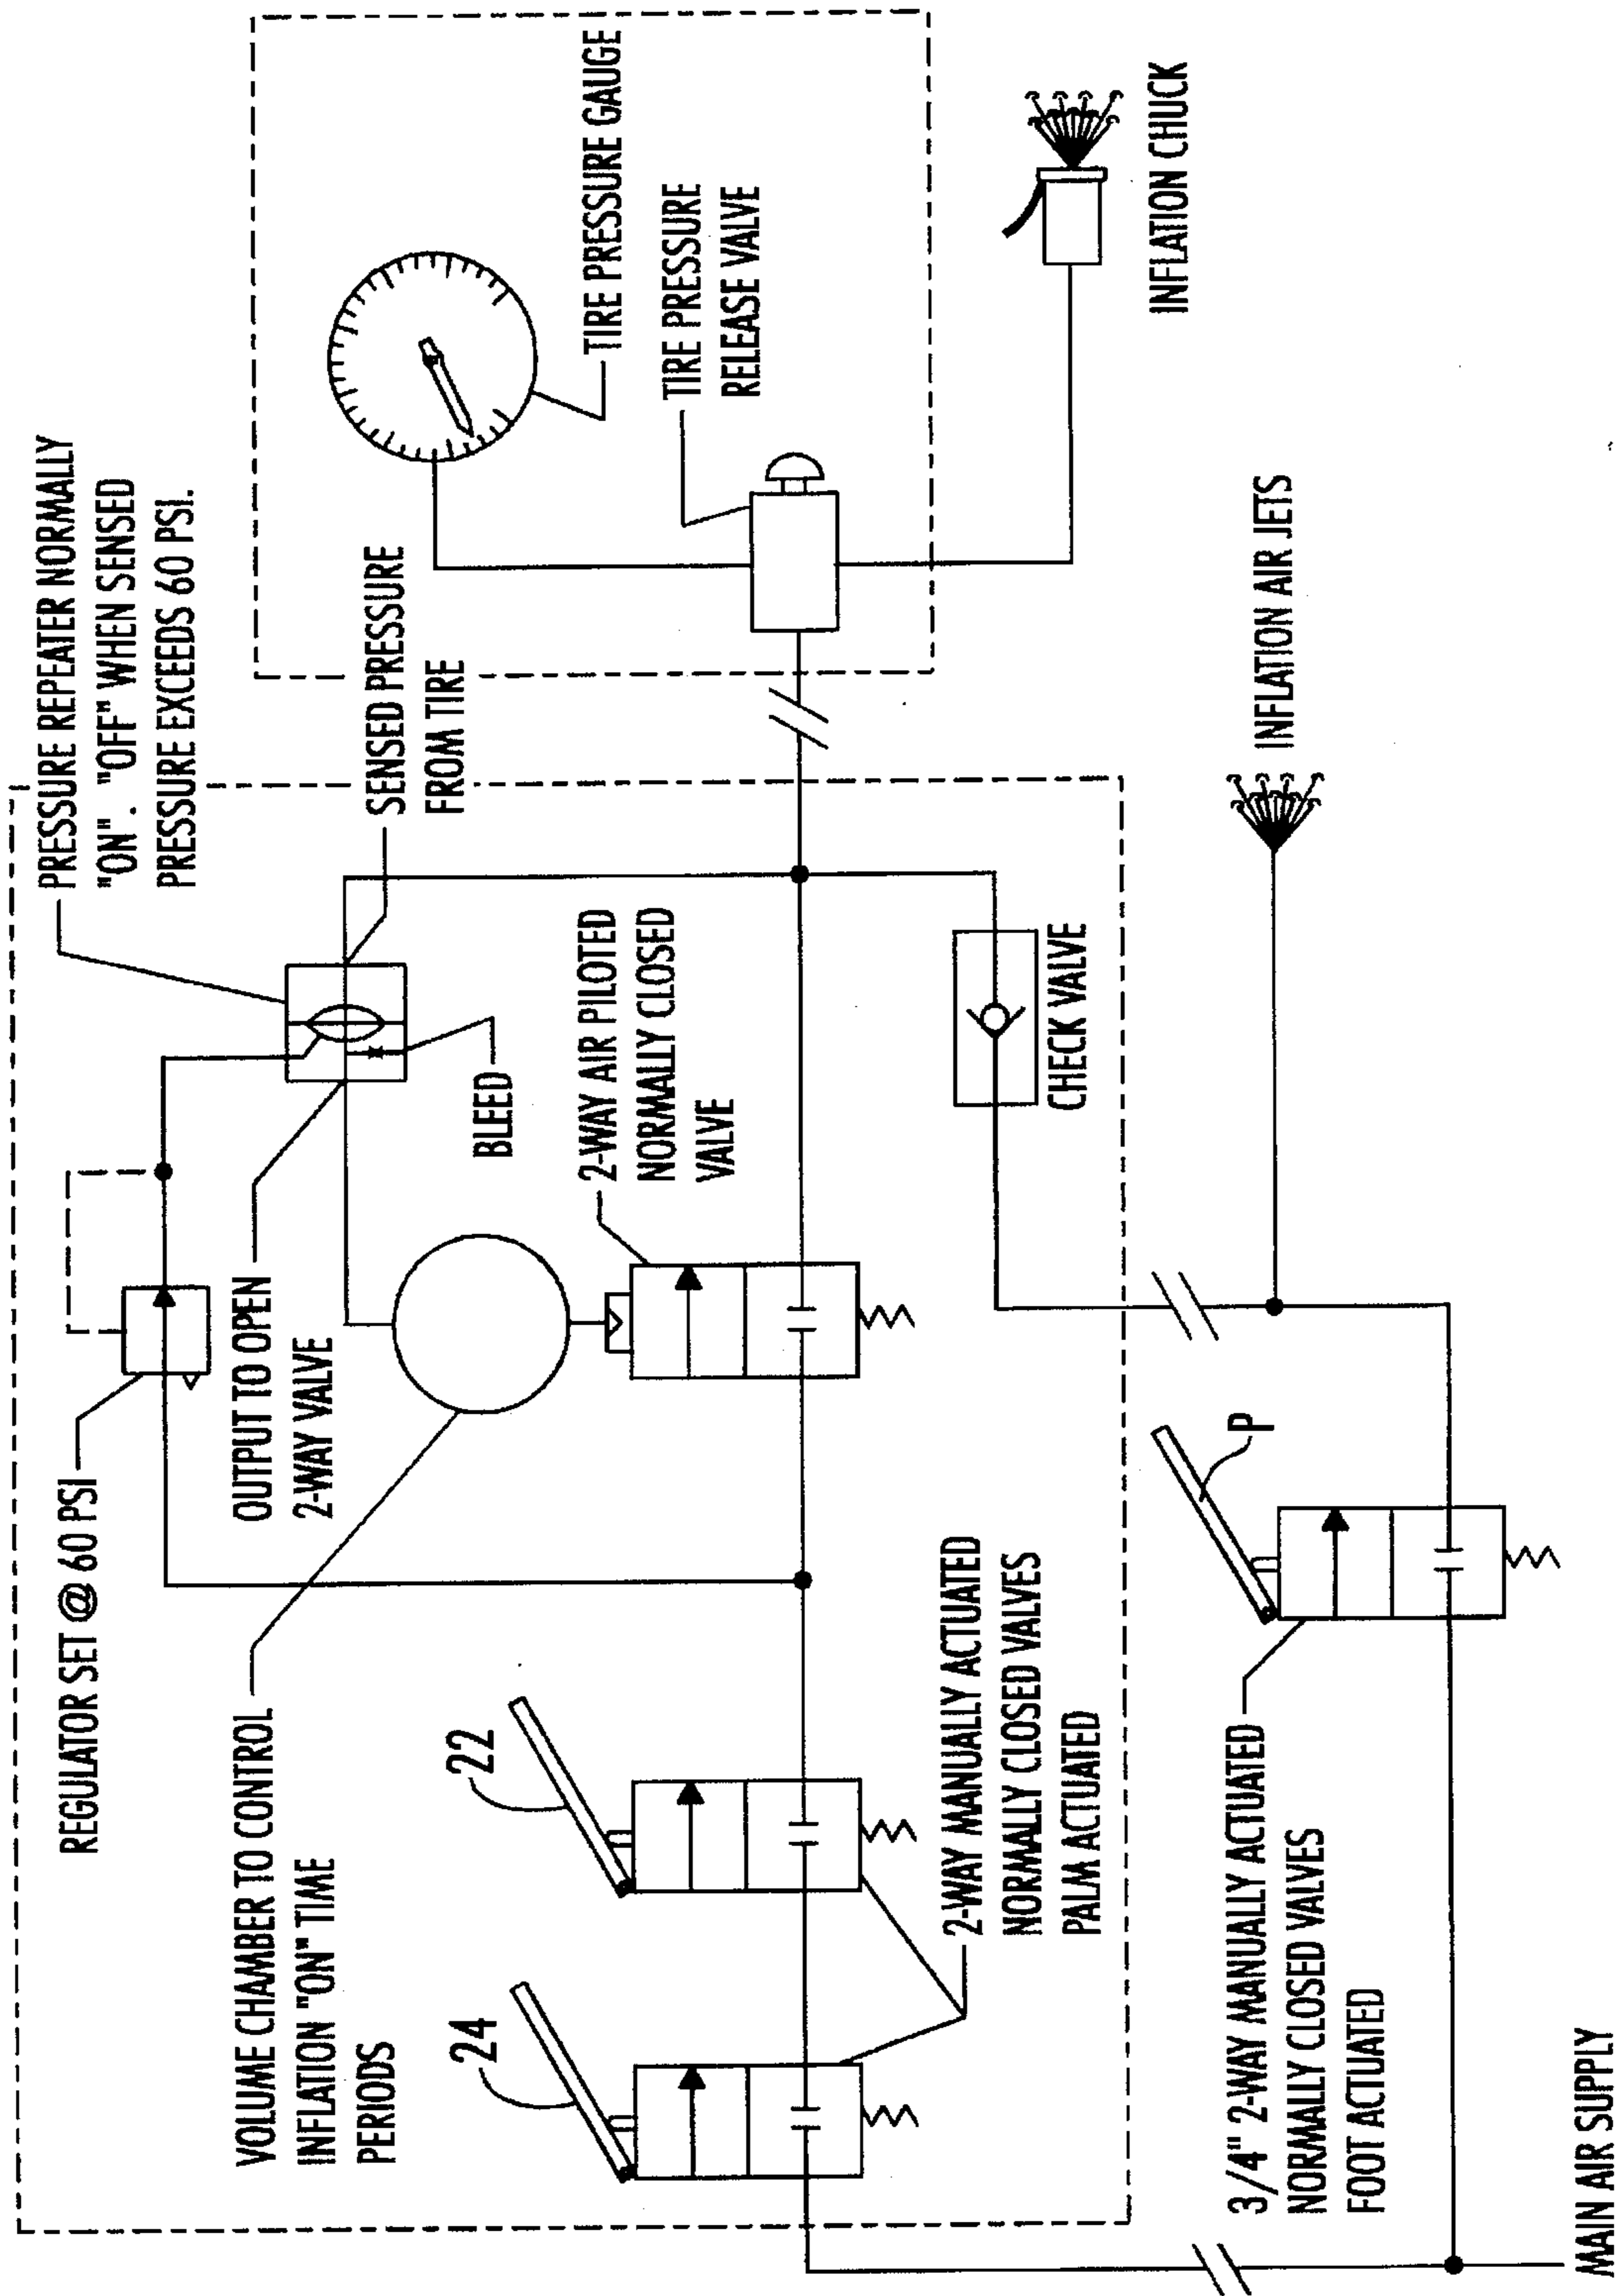 PRESSURE REPEATER NORMALLY
"ON". "OFF" WHEN SENSED
PRESSURE EXCEEDS 60 PSI.
REGULATOR SET @ 60 PSI
OUTPUT TO OPEN
2-WAY VALVE
VOLUME CHAMBER TO CONTROL
INFLATION "ON" TIME
PERIODS
SENSED PRESSURE
FROM TIRE
BLEED
2-WAY AIR PILOTED
NORMALLY CLOSED
VALVE
TIRE PRESSURE GAUGE
TIRE PRESSURE
RELEASE VALVE
24
22
2-WAY MANUALLY ACTUATED
NORMALLY CLOSED VALVES
PALM ACTUATED
CHECK VALVE
INFLATION CHUCK
INFLATION AIR JETS
P
3/4" 2-WAY MANUALLY ACTUATED
NORMALLY CLOSED VALVES
FOOT ACTUATED
MAIN AIR SUPPLY